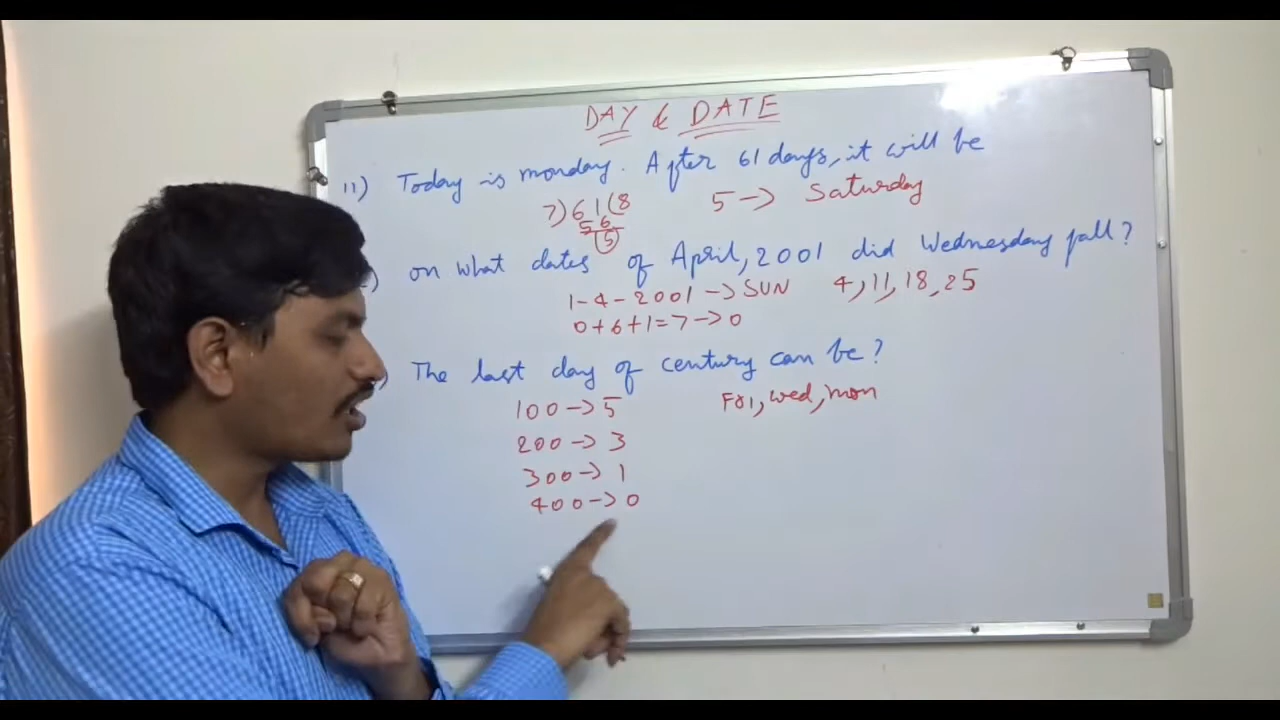 DAY & DATE
11) Today is monday. After 61 days, it will be
7)61(8
56
5
5 -> Saturday
) on what dates of April, 2001 did Wednesday fall?
1-4-2001 -> SUN 4, 11, 18, 25
0+6+1=7 -> 0
) The last day of century can be?
100 -> 5 Fri, wed, mon
200 -> 3
300 -> 1
400 -> 0